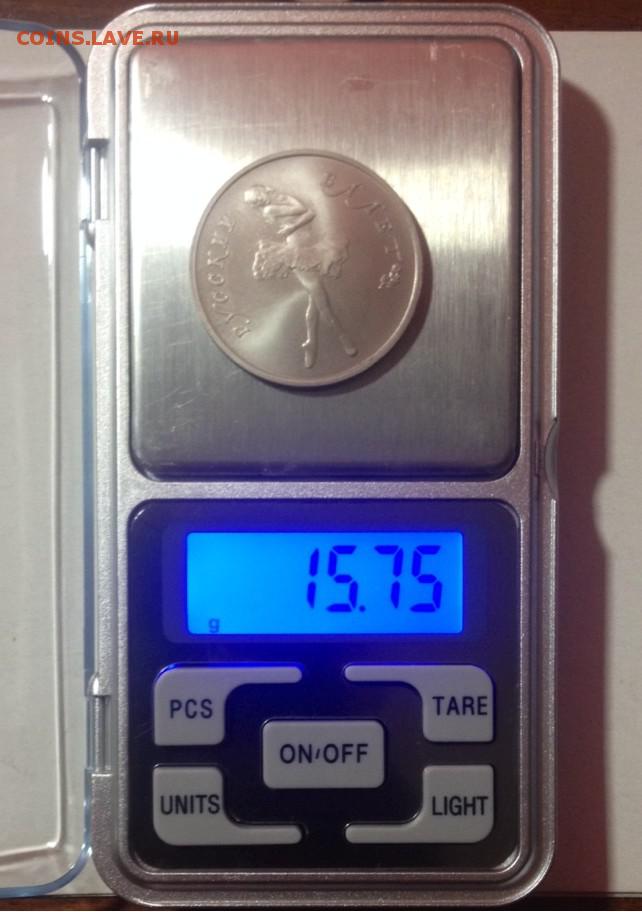 COINS.LAVE.RU
РУССКИЙ
БАЛЕТ
15.75
g
PCS
TARE
ON/OFF
UNITS
LIGHT